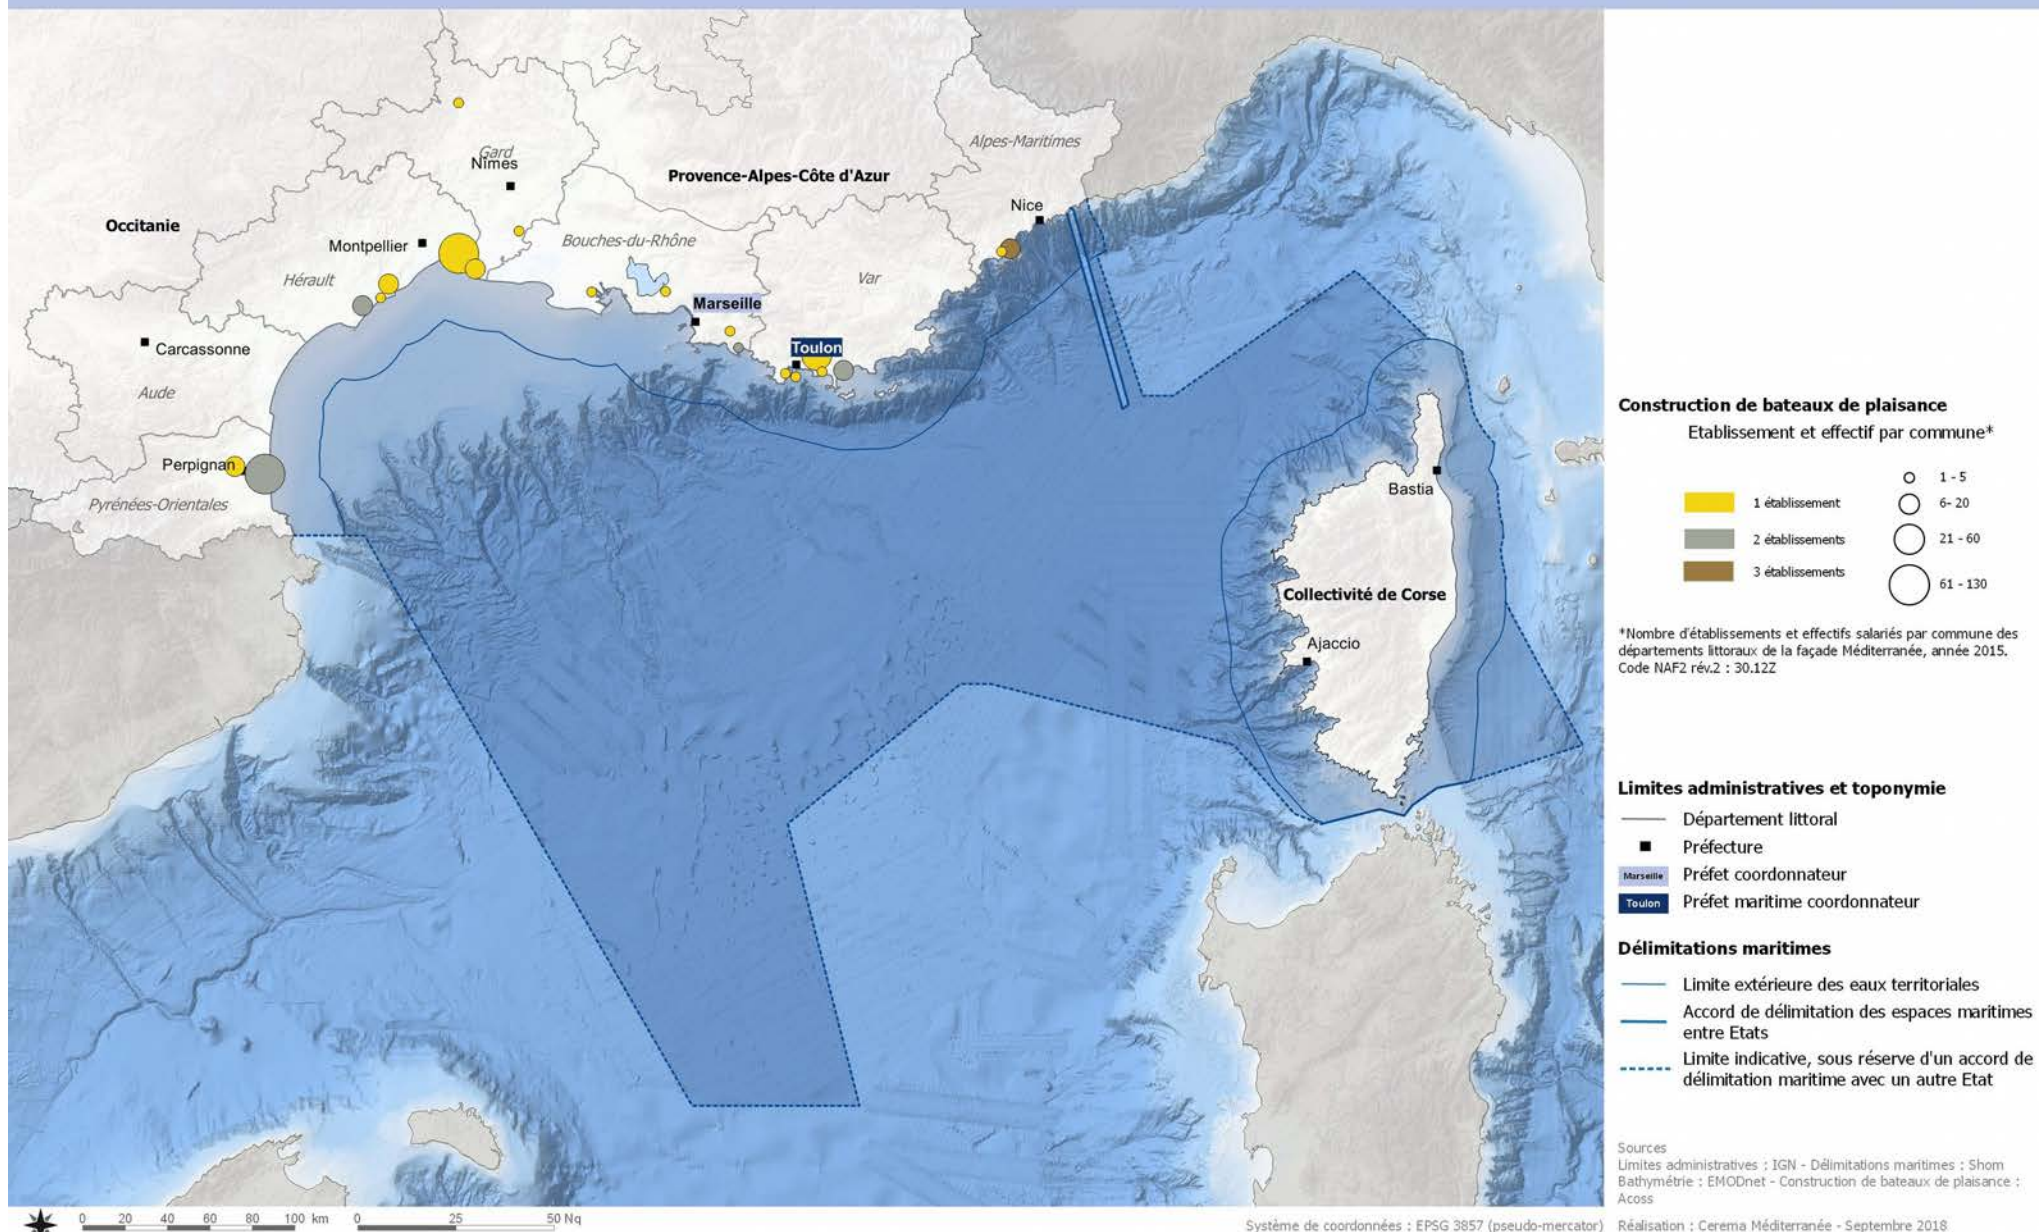 Alpes-Maritimes
Gard
Nîmes
Provence-Alpes-Côte d'Azur
Nice
Occitanie
Montpellier
Bouches-du-Rhône
Hérault
Var
Marseille
Toulon
Carcassonne
Aude
Perpignan
Pyrénées-Orientales
Bastia
Collectivité de Corse
Ajaccio
Construction de bateaux de plaisance
Etablissement et effectif par commune*
1 établissement
2 établissements
3 établissements
1 - 5
6- 20
21 - 60
61 - 130
*Nombre d'établissements et effectifs salariés par commune des
départements littoraux de la façade Méditerranée, année 2015.
Code NAF2 rév.2 : 30.12Z
Limites administratives et toponymie
Département littoral
Préfecture
Marseille Préfet coordonnateur
Toulon Préfet maritime coordonnateur
Délimitations maritimes
Limite extérieure des eaux territoriales
Accord de délimitation des espaces maritimes
entre Etats
Limite indicative, sous réserve d'un accord de
délimitation maritime avec un autre Etat
Sources
Limites administratives : IGN - Délimitations maritimes : Shom
Bathymétrie : EMODnet - Construction de bateaux de plaisance :
Acoss
0 20 40 60 80 100 km 0 25 50 Nq
Système de coordonnées : EPSG 3857 (pseudo-mercator)
Réalisation : Cerema Méditerranée - Septembre 2018